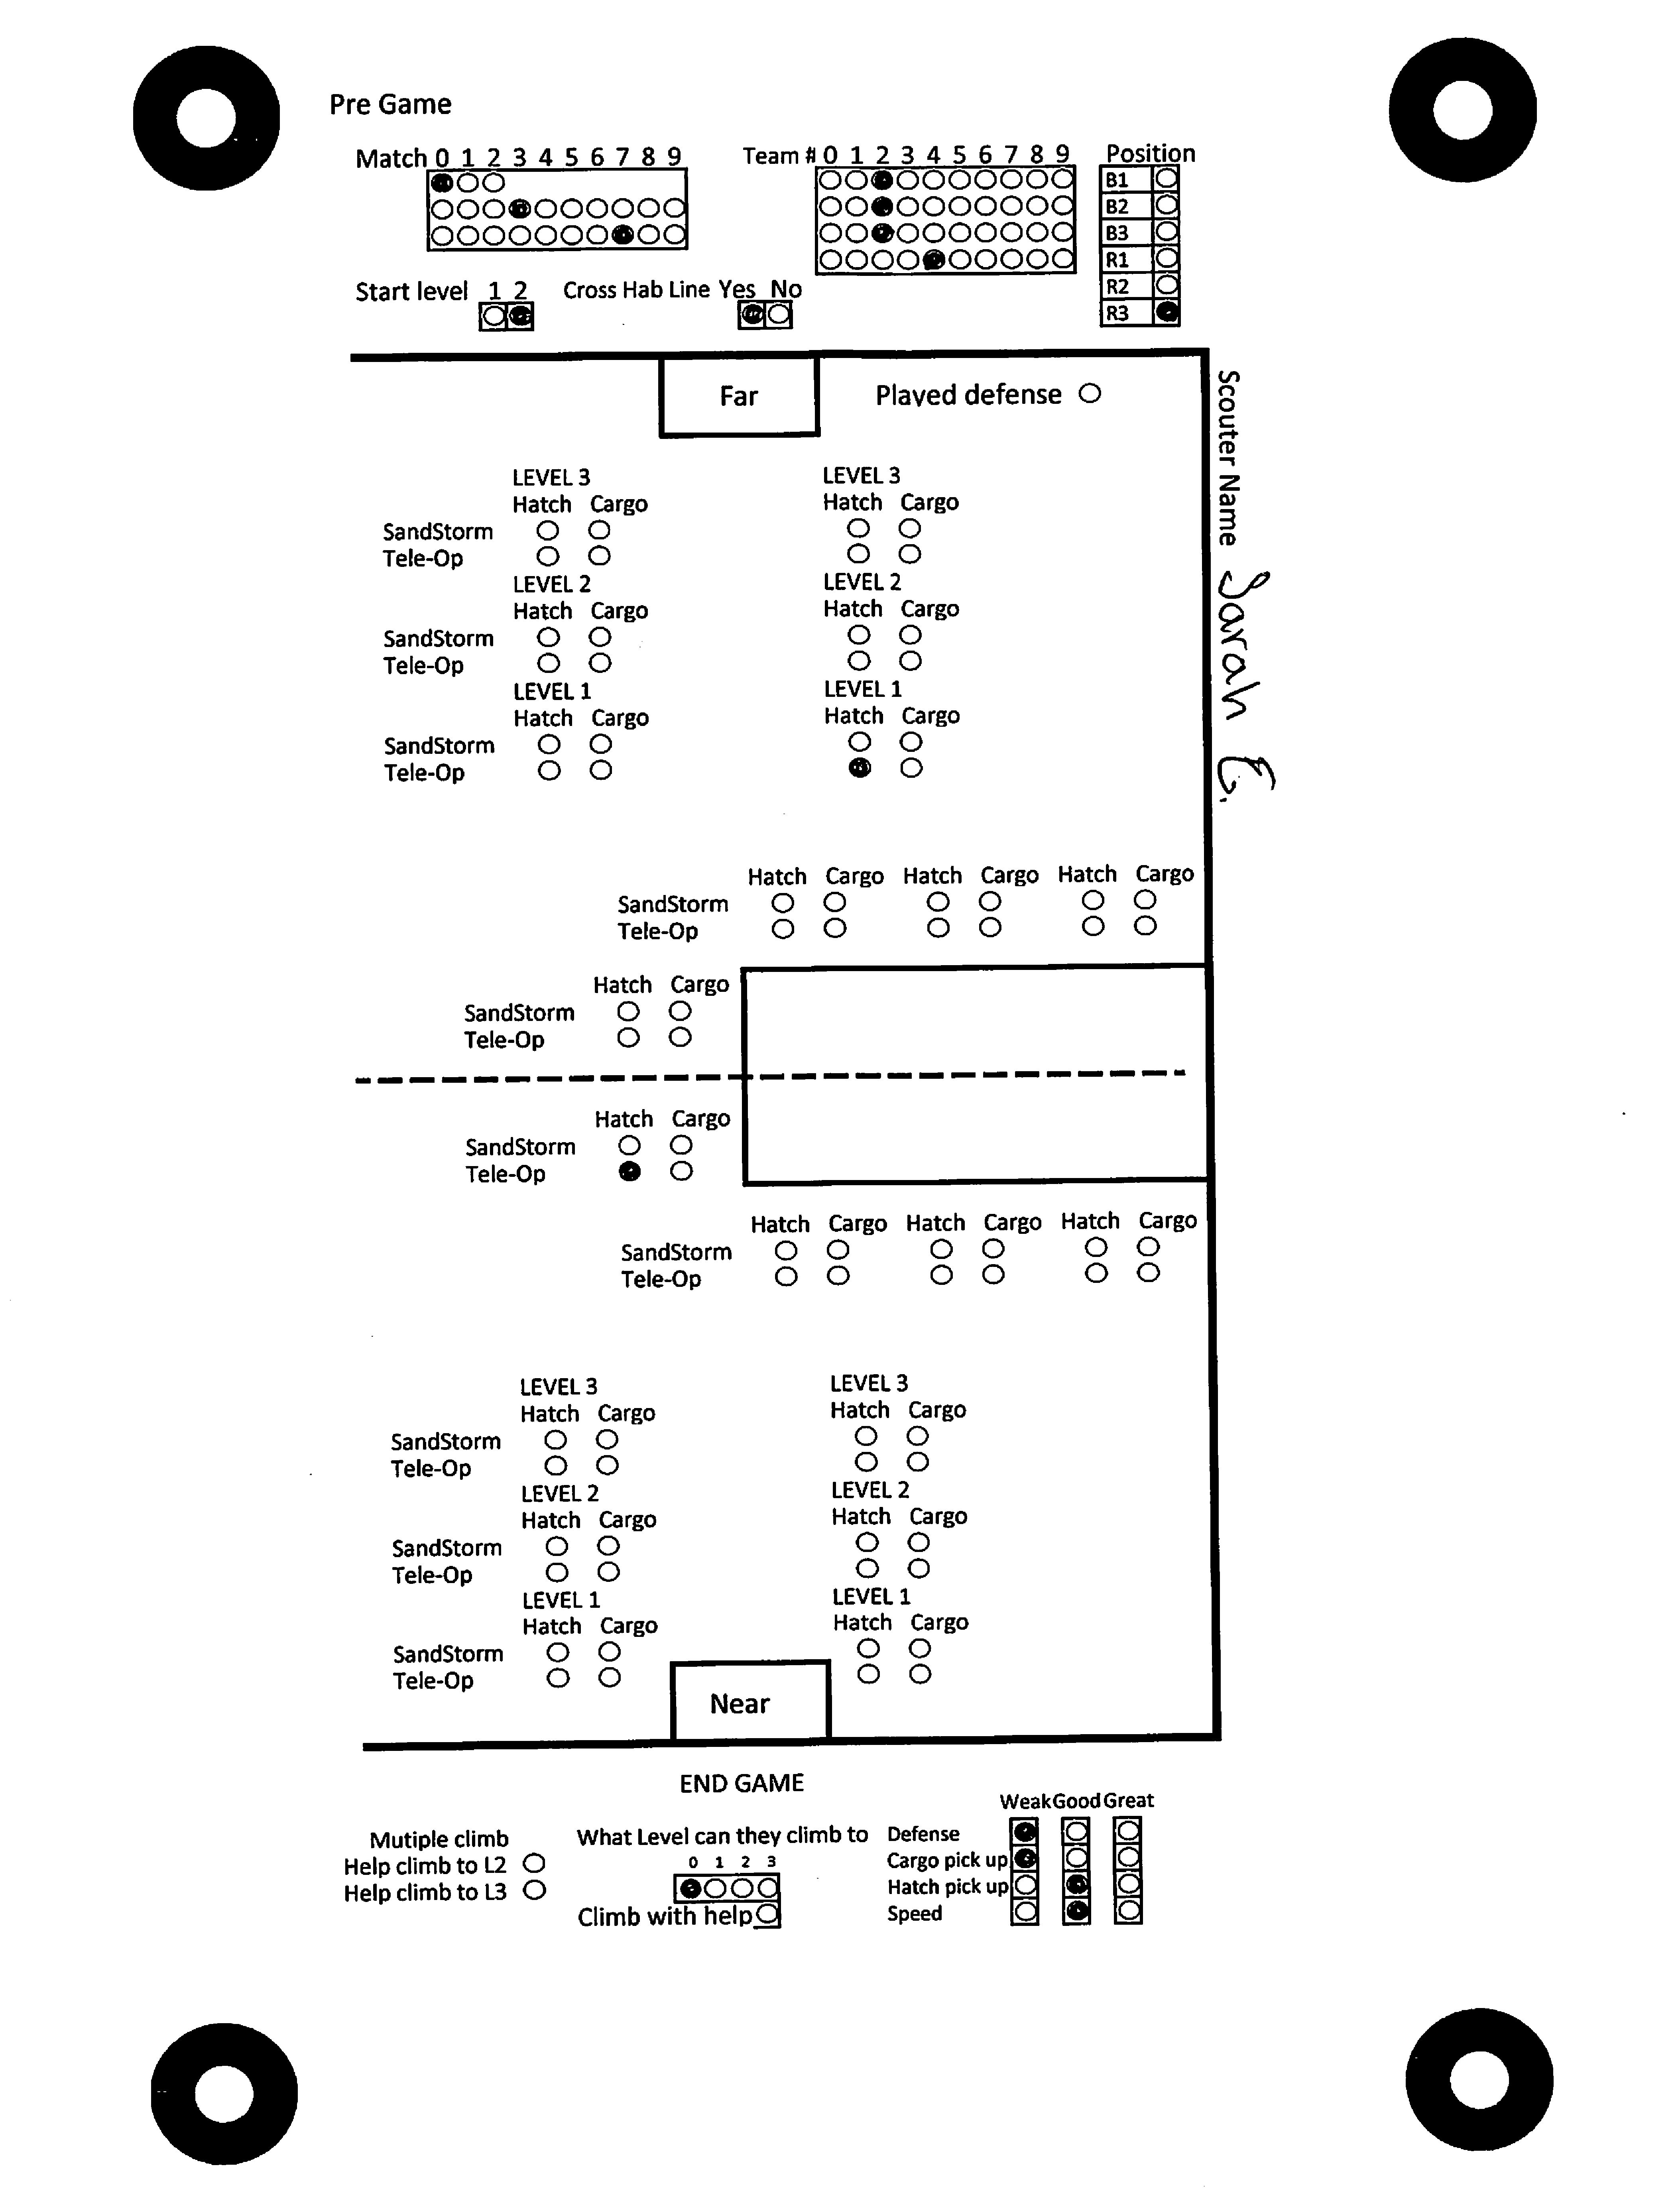 Pre Game
Match 0 1 2 3 4 5 6 7 8 9
Team # 0 1 2 3 4 5 6 7 8 9
Position
B1
B2
B3
R1
R2
R3
Start level 1 2
Cross Hab Line Yes No
Far
Played defense
Scouter Name Sarah E.
LEVEL 3 LEVEL 3
Hatch Cargo Hatch Cargo
SandStorm
Tele-Op
LEVEL 2 LEVEL 2
Hatch Cargo Hatch Cargo
SandStorm
Tele-Op
LEVEL 1 LEVEL 1
Hatch Cargo Hatch Cargo
SandStorm
Tele-Op
Hatch Cargo Hatch Cargo Hatch Cargo
SandStorm
Tele-Op
Hatch Cargo
SandStorm
Tele-Op
Hatch Cargo
SandStorm
Tele-Op
Hatch Cargo Hatch Cargo Hatch Cargo
SandStorm
Tele-Op
LEVEL 3 LEVEL 3
Hatch Cargo Hatch Cargo
SandStorm
Tele-Op
LEVEL 2 LEVEL 2
Hatch Cargo Hatch Cargo
SandStorm
Tele-Op
LEVEL 1 LEVEL 1
Hatch Cargo Hatch Cargo
SandStorm
Tele-Op
Near
END GAME
Mutiple climb
Help climb to L2
Help climb to L3
What Level can they climb to
0 1 2 3
Climb with help
Weak Good Great
Defense
Cargo pick up
Hatch pick up
Speed